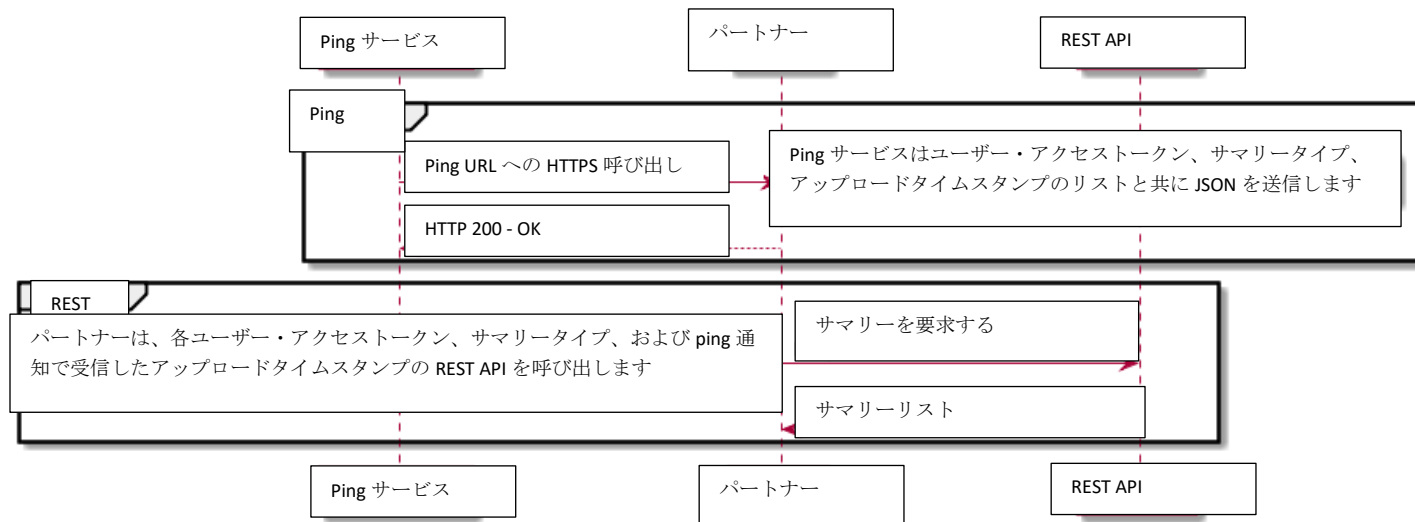 Ping サービス
パートナー
REST API
Ping
Ping URL への HTTPS 呼び出し
Ping サービスはユーザー・アクセストークン、サマリータイプ、
アップロードタイムスタンプのリストと共に JSON を送信します
HTTP 200 - OK
REST
パートナーは、各ユーザー・アクセストークン、サマリータイプ、および ping 通
知で受信したアップロードタイムスタンプの REST API を呼び出します
サマリーを要求する
サマリーリスト
Ping サービス
パートナー
REST API